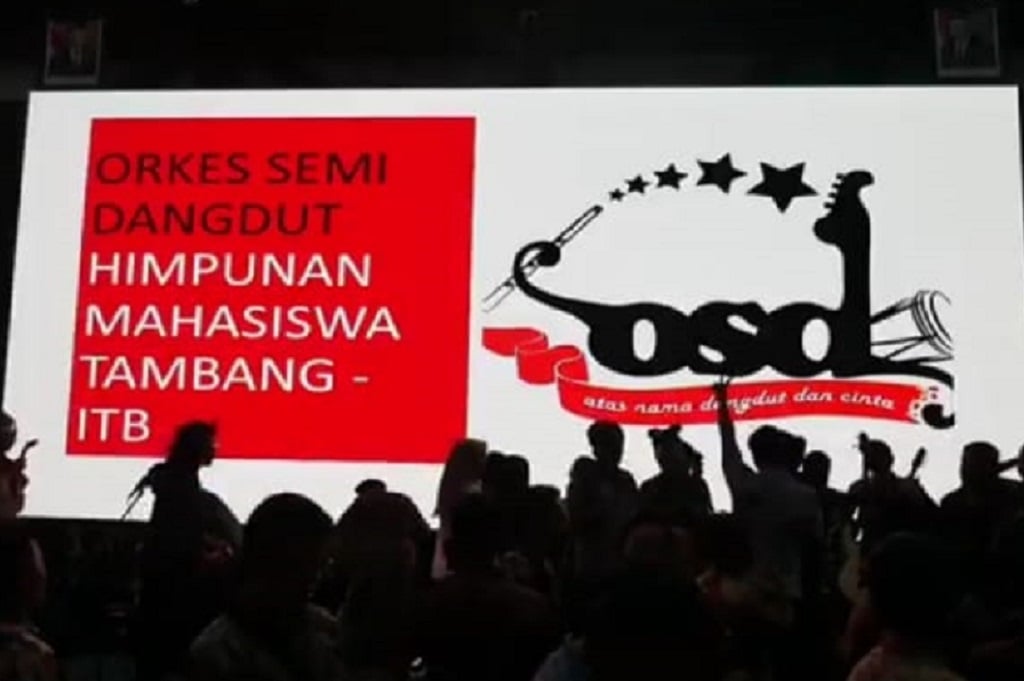 ORKES SEMI
DANGDUT
HIMPUNAN
MAHASISWA
TAMBANG -
ITB
osd
atas nama dangdut dan cinta